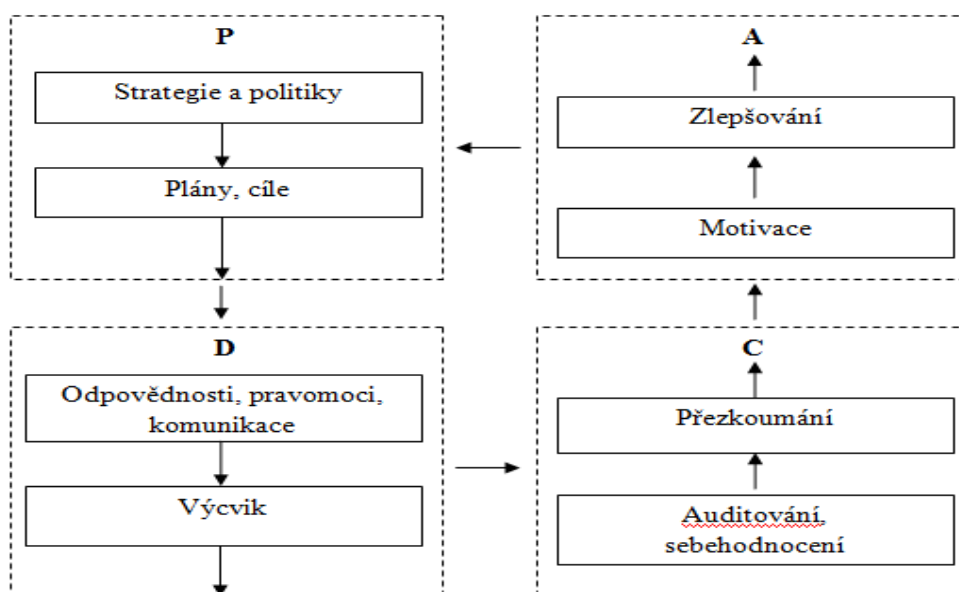 P
Strategie a politiky
Plány, cíle
D
Odpovědnosti, pravomoci,
komunikace
Výcvik
A
Zlepšování
Motivace
C
Přezkoumání
Auditování,
sebehodnocení